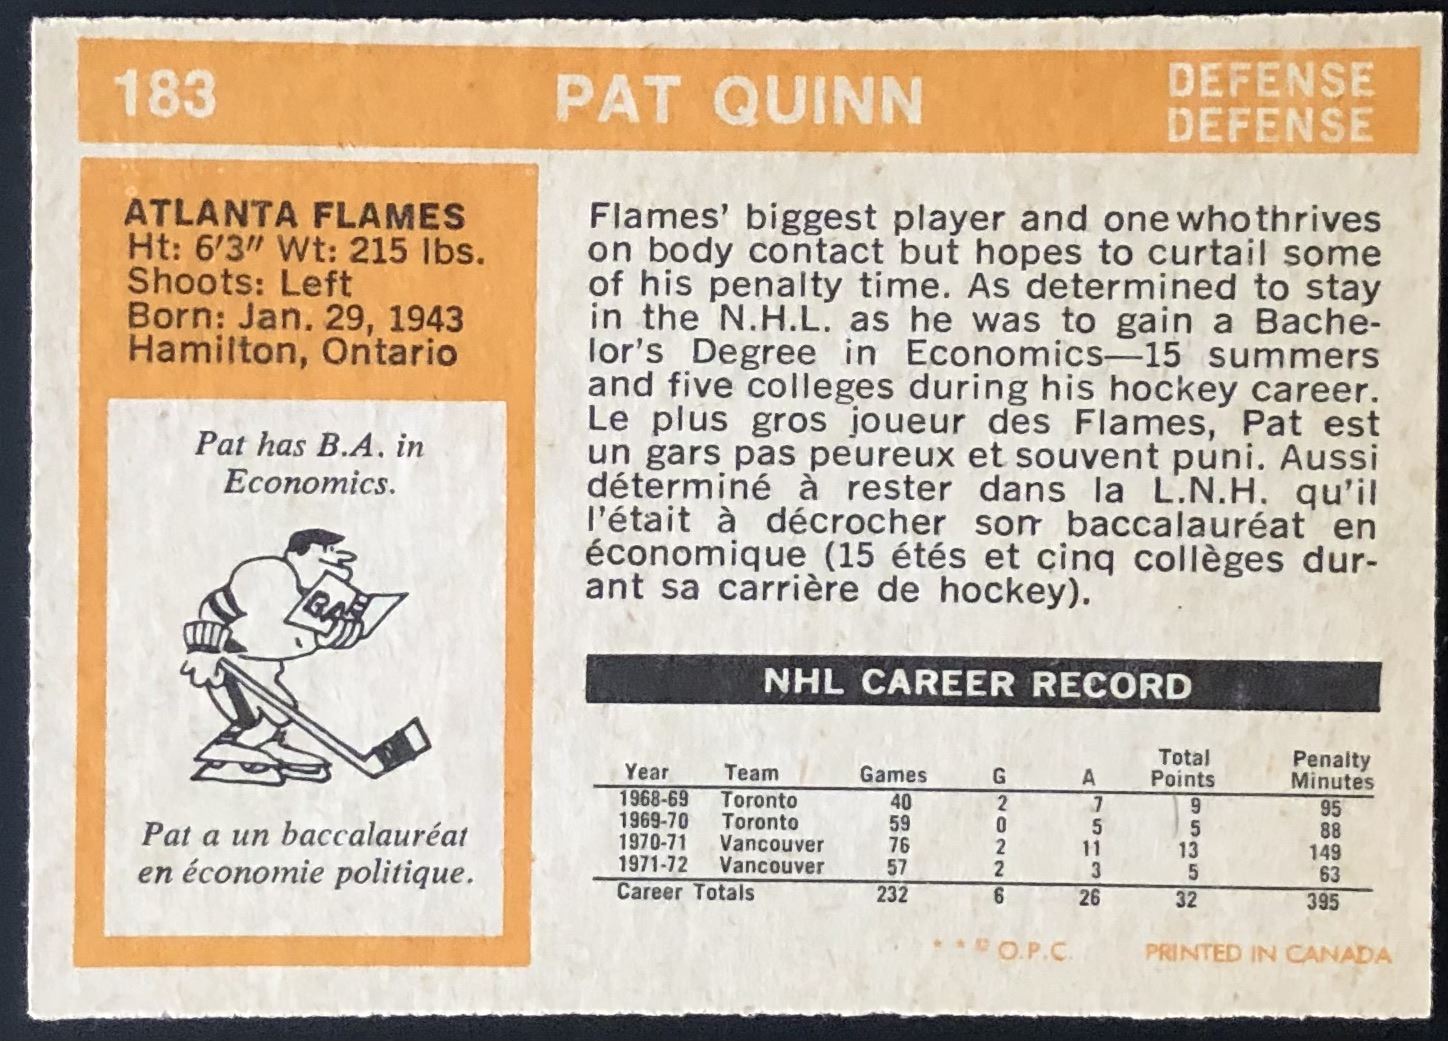 183
PAT QUINN
DEFENSE
DEFENSE
ATLANTA FLAMES
Ht: 6'3" Wt: 215 lbs.
Shoots: Left
Born: Jan. 29, 1943
Hamilton, Ontario
Pat has B.A. in
Economics.
B.A.
Pat a un baccalauréat
en économie politique.
Flames' biggest player and one who thrives
on body contact but hopes to curtail some
of his penalty time. As determined to stay
in the N.H.L. as he was to gain a Bache-
lor's Degree in Economics—15 summers
and five colleges during his hockey career.
Le plus gros joueur des Flames, Pat est
un gars pas peureux et souvent puni. Aussi
déterminé à rester dans la L.N.H. qu'il
l'était à décrocher son baccalauréat en
économique (15 étés et cinq collèges dur-
ant sa carrière de hockey).
NHL CAREER RECORD
Year Team Games G A Total Points Penalty Minutes
1968-69 Toronto 40 2 7 9 95
1969-70 Toronto 59 0 5 5 88
1970-71 Vancouver 76 2 11 13 149
1971-72 Vancouver 57 2 3 5 63
Career Totals 232 6 26 32 395
* * © O.P.C. PRINTED IN CANADA